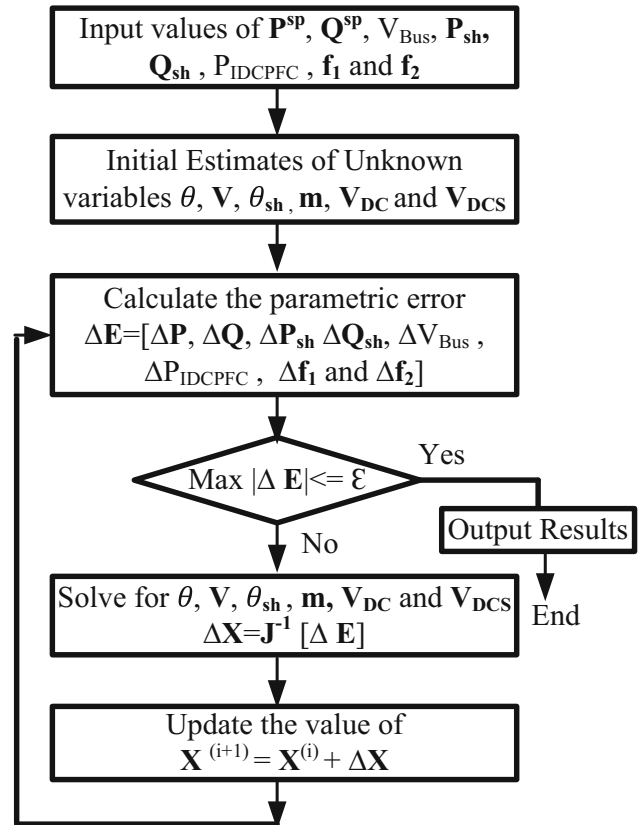 Input values of P^sp, Q^sp, V_Bus, P_sh,
Q_sh , P_IDCPFC , f_1 and f_2
Initial Estimates of Unknown
variables θ, V, θ_sh , m, V_DC and V_DCS
Calculate the parametric error
ΔE=[ΔP, ΔQ, ΔP_sh ΔQ_sh, ΔV_Bus ,
ΔP_IDCPFC , Δf_1 and Δf_2]
Max |Δ E|<= Ɛ
Yes
Output Results
End
No
Solve for θ, V, θ_sh , m, V_DC and V_DCS
ΔX=J^-1 [Δ E]
Update the value of
X ^(i+1) = X^(i) + ΔX